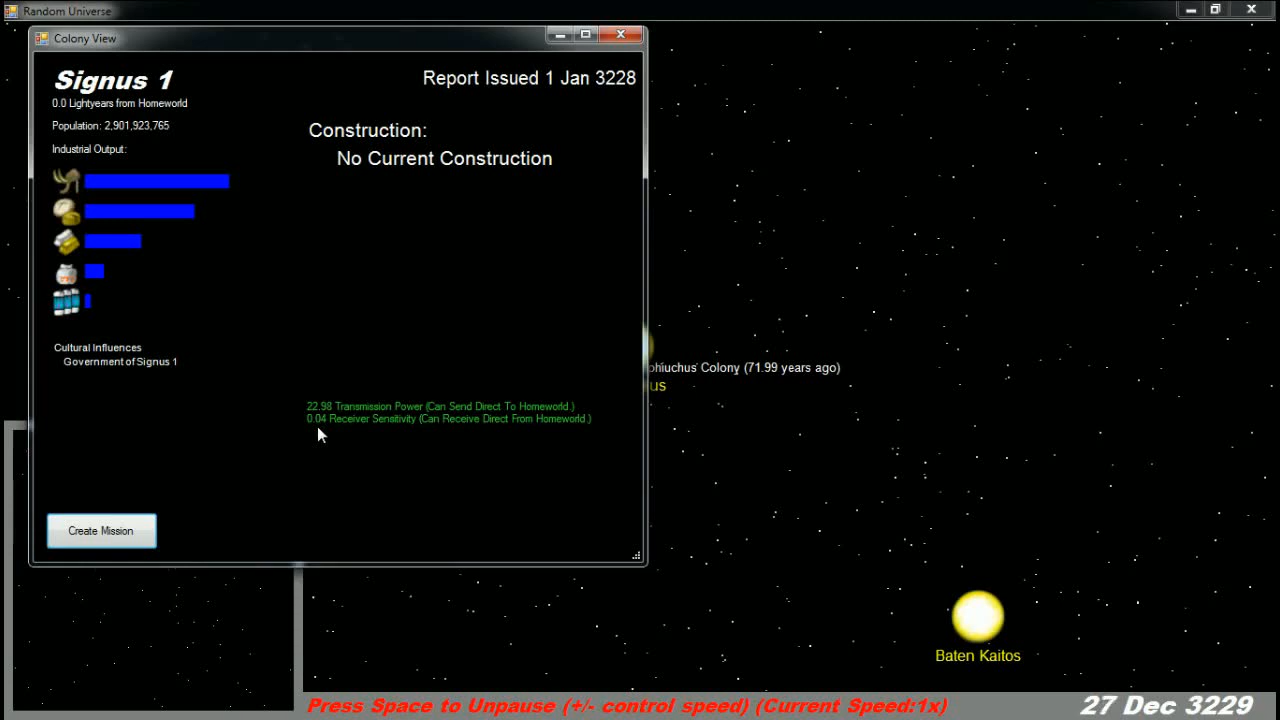 Random Universe
Colony View
Signus 1
Report Issued 1 Jan 3228
0.0 Lightyears from Homeworld
Population: 2,901,923,765
Construction:
Industrial Output:
No Current Construction
Cultural Influences
Government of Signus 1
phiuchus Colony (71.99 years ago)
us
22.98 Transmission Power (Can Send Direct To Homeworld.)
0.04 Receiver Sensitivity (Can Receive Direct From Homeworld.)
Create Mission
Baten Kaitos
Press Space to Unpause (+/- control speed) (Current Speed:1x)
27 Dec 3229